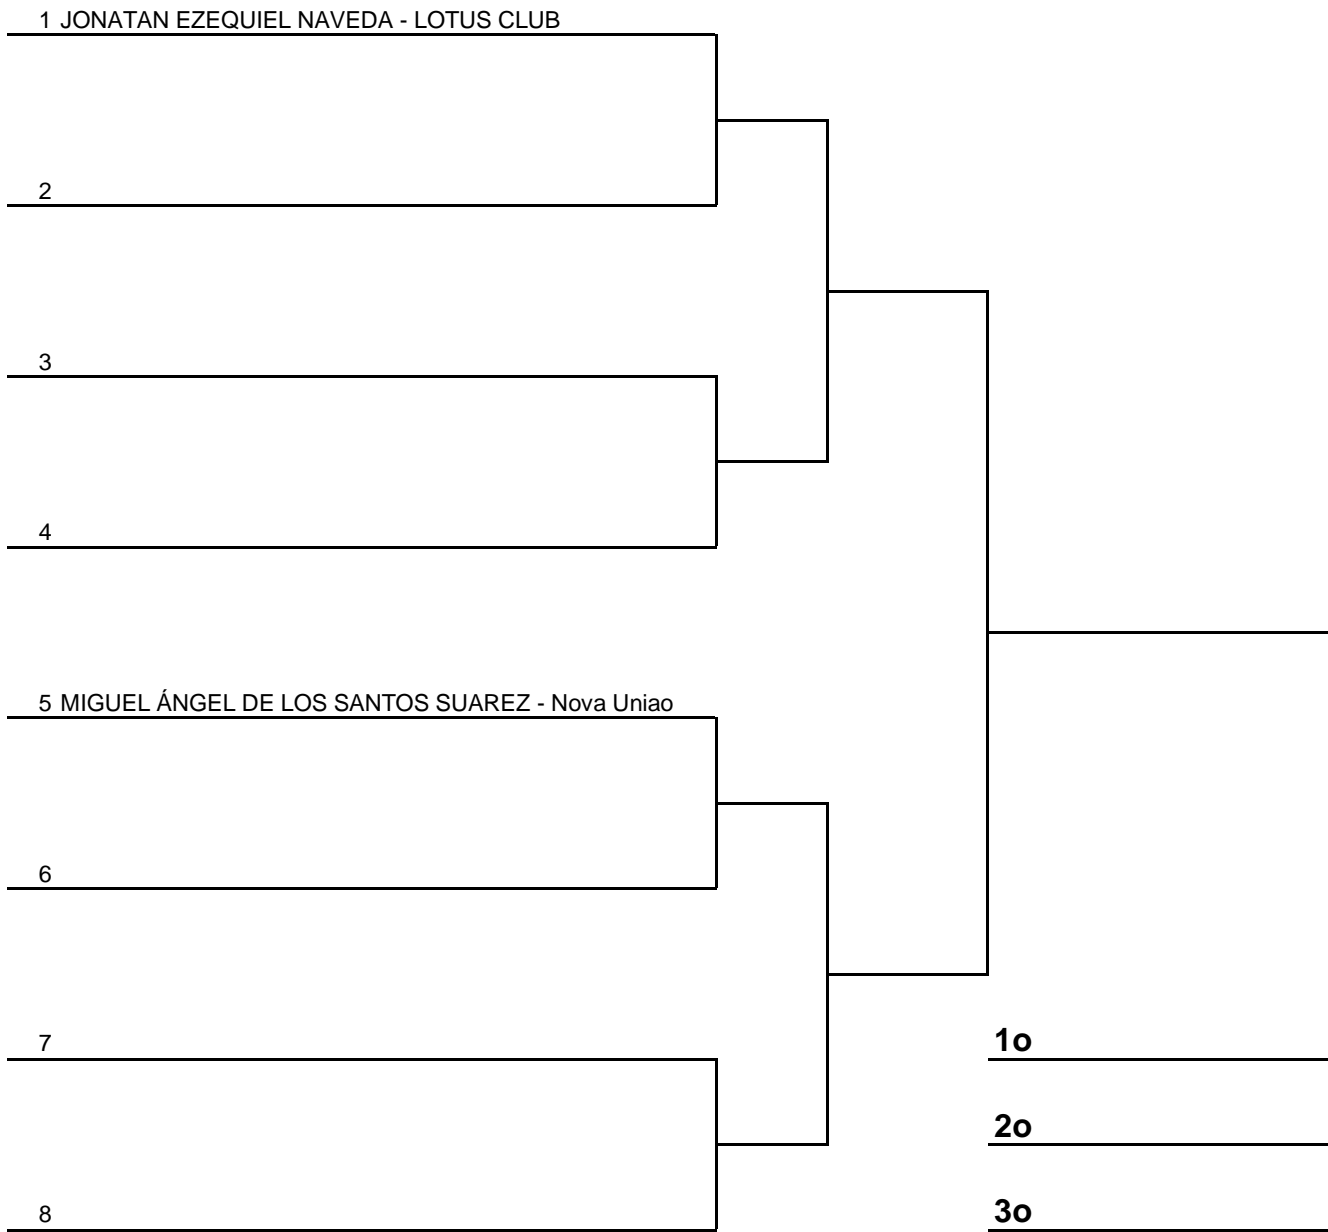 1 JONATAN EZEQUIEL NAVEDA - LOTUS CLUB
2
3
4
5 MIGUEL ÁNGEL DE LOS SANTOS SUAREZ - Nova Uniao
6
7
8
1o
2o
3o